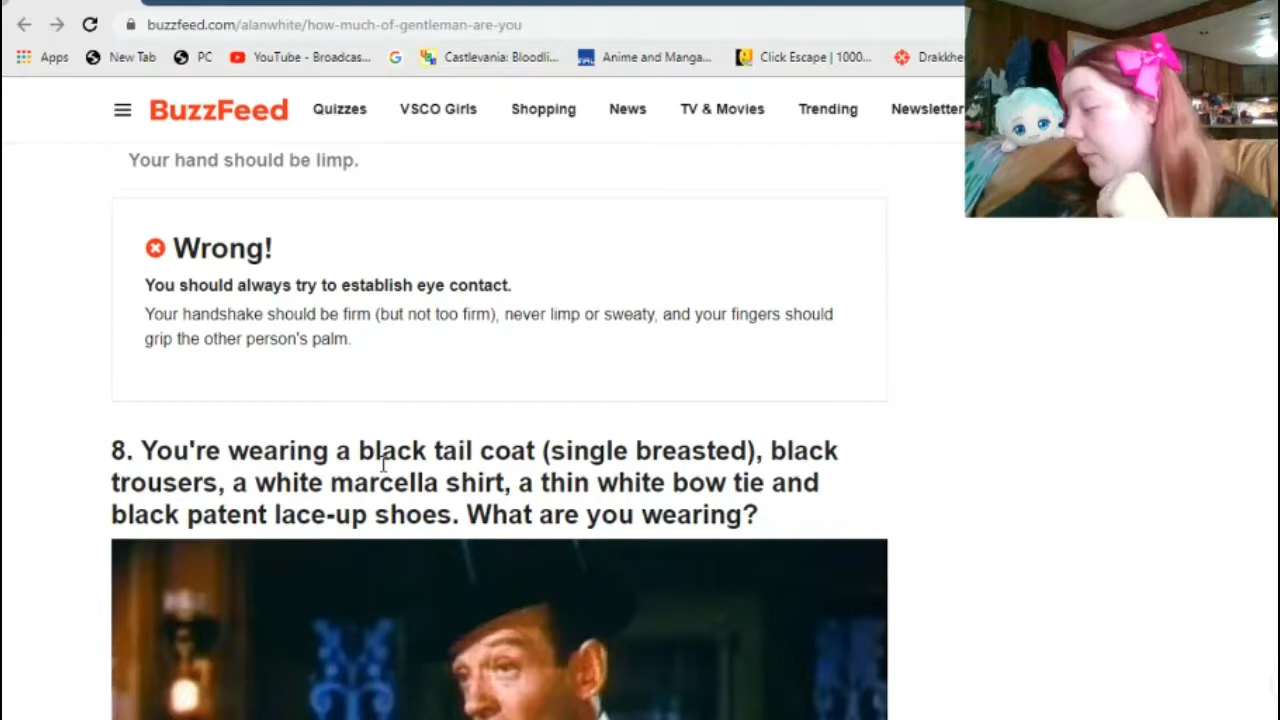 buzzfeed.com/alanwhite/how-much-of-gentleman-are-you
Apps New Tab PC YouTube - Broadcas... Castlevania: Bloodli... Anime and Manga... Click Escape | 1000... Drakkhe
BuzzFeed Quizzes VSCO Girls Shopping News TV & Movies Trending Newsletter
Your hand should be limp.
Wrong!
You should always try to establish eye contact.
Your handshake should be firm (but not too firm), never limp or sweaty, and your fingers should
grip the other person's palm.
8. You're wearing a black tail coat (single breasted), black
trousers, a white marcella shirt, a thin white bow tie and
black patent lace-up shoes. What are you wearing?